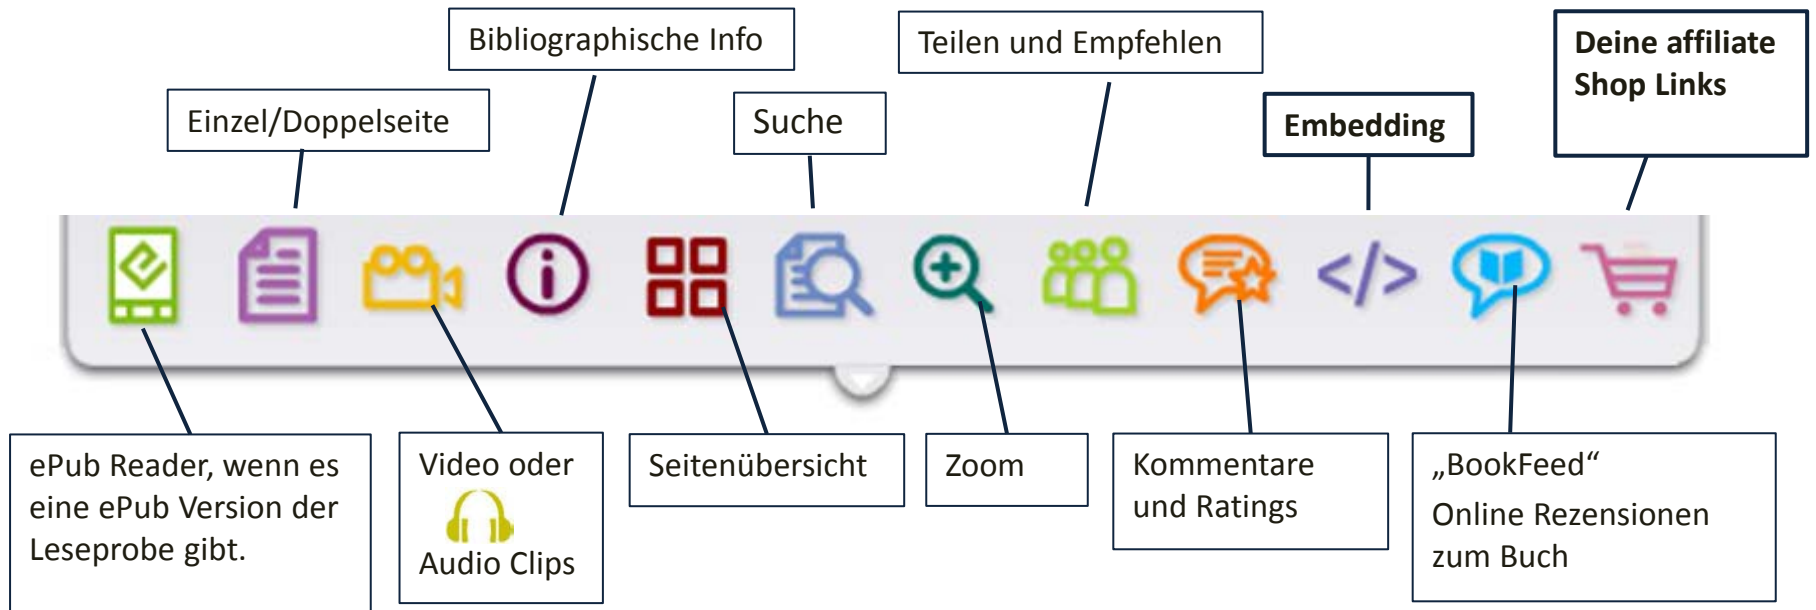 Bibliographische Info
Teilen und Empfehlen
Deine affiliate
Shop Links
Einzel/Doppelseite
Suche
Embedding
ePub Reader, wenn es
eine ePub Version der
Leseprobe gibt.
Video oder
Audio Clips
Seitenübersicht
Zoom
Kommentare
und Ratings
„BookFeed“
Online Rezensionen
zum Buch